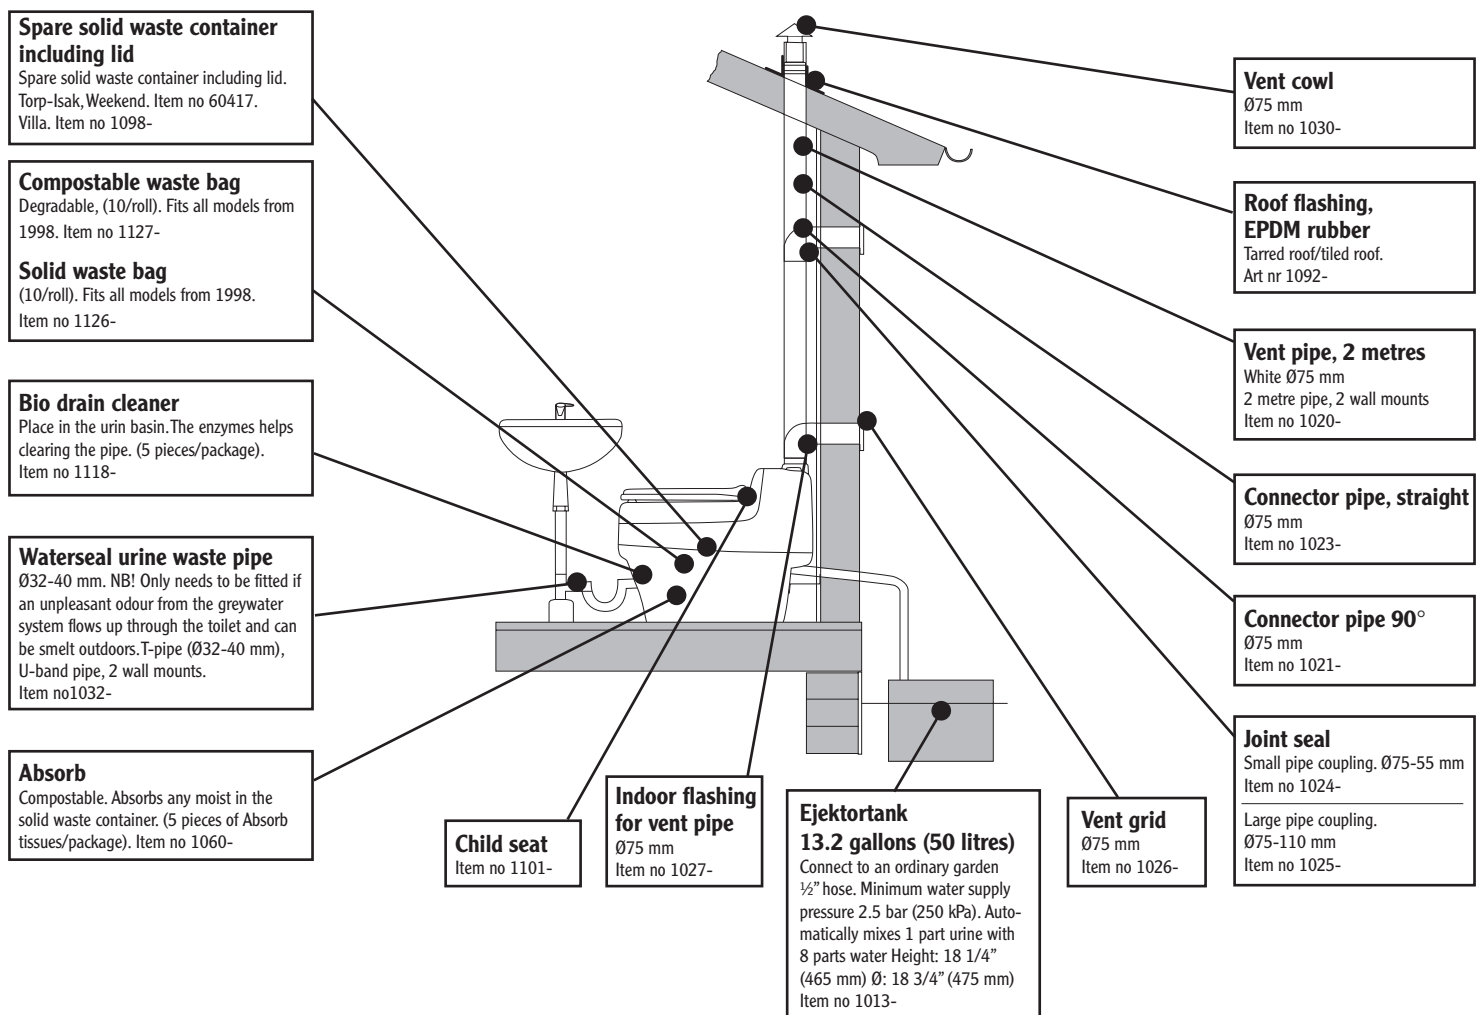 Spare solid waste container
including lid
Spare solid waste container including lid.
Torp-Isak, Weekend. Item no 60417.
Villa. Item no 1098-
Compostable waste bag
Degradable, (10/roll). Fits all models from
1998. Item no 1127-
Solid waste bag
(10/roll). Fits all models from 1998.
Item no 1126-
Bio drain cleaner
Place in the urin basin. The enzymes helps
clearing the pipe. (5 pieces/package).
Item no 1118-
Waterseal urine waste pipe
Ø32-40 mm. NB! Only needs to be fitted if
an unpleasant odour from the greywater
system flows up through the toilet and can
be smelt outdoors. T-pipe (Ø32-40 mm),
U-band pipe, 2 wall mounts.
Item no1032-
Absorb
Compostable. Absorbs any moist in the
solid waste container. (5 pieces of Absorb
tissues/package). Item no 1060-
Child seat
Item no 1101-
Indoor flashing
for vent pipe
Ø75 mm
Item no 1027-
Ejektortank
13.2 gallons (50 litres)
Connect to an ordinary garden
½” hose. Minimum water supply
pressure 2.5 bar (250 kPa). Auto-
matically mixes 1 part urine with
8 parts water Height: 18 1/4”
(465 mm) Ø: 18 3/4” (475 mm)
Item no 1013-
Vent grid
Ø75 mm
Item no 1026-
Vent cowl
Ø75 mm
Item no 1030-
Roof flashing,
EPDM rubber
Tarred roof/tiled roof.
Art nr 1092-
Vent pipe, 2 metres
White Ø75 mm
2 metre pipe, 2 wall mounts
Item no 1020-
Connector pipe, straight
Ø75 mm
Item no 1023-
Connector pipe 90°
Ø75 mm
Item no 1021-
Joint seal
Small pipe coupling. Ø75-55 mm
Item no 1024-
Large pipe coupling.
Ø75-110 mm
Item no 1025-